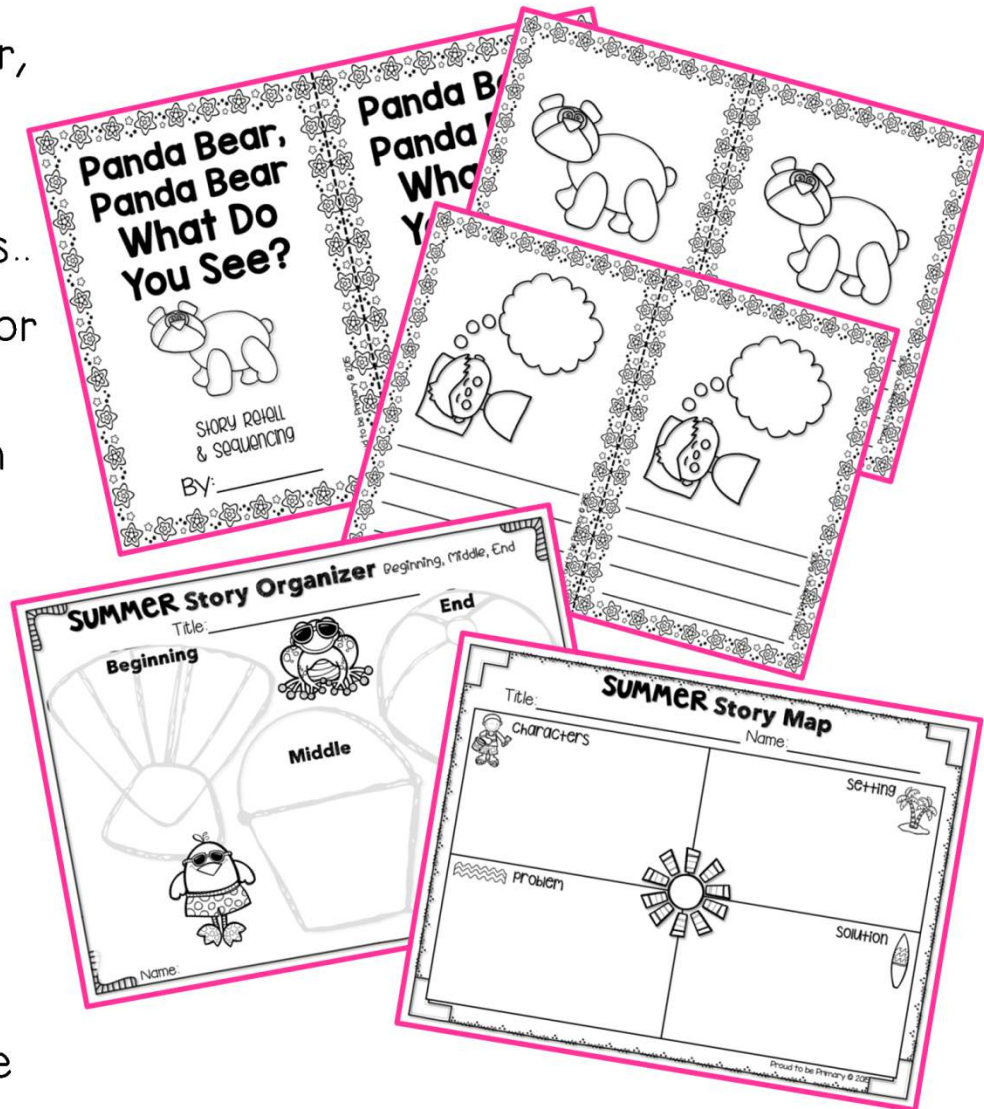 r,
s..
or
n
e
Panda Bear,
Panda Bear
What Do
You See?
Story Retell
& Sequencing
By:
Panda B
Panda
Wha
Y
SUMMER Story Organizer Beginning, Middle, End
Title:
Beginning
Middle
End
Name:
SUMMER Story Map
Title:
Name:
Characters
Setting
Problem
Solution
Proud to be Primary © 2015